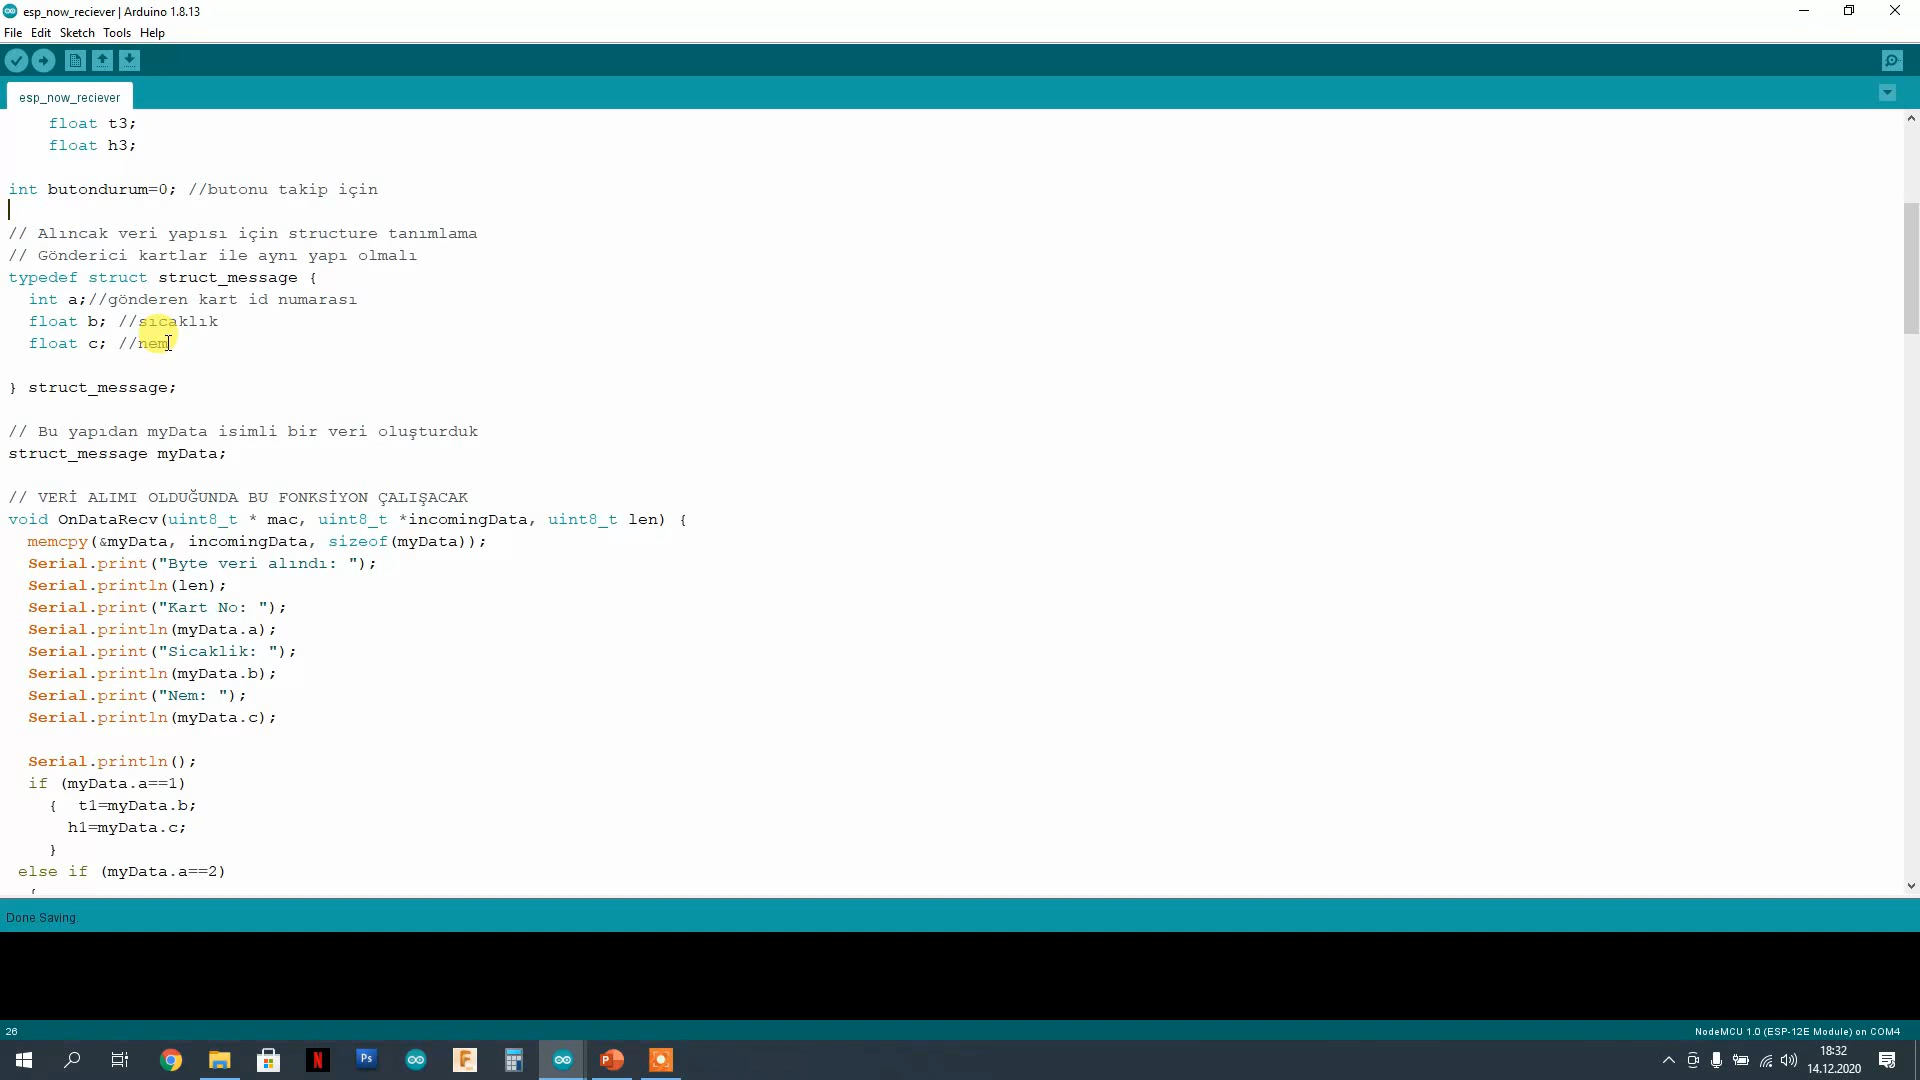 esp_now_reciever | Arduino 1.8.13
File Edit Sketch Tools Help
esp_now_reciever
float t3;
float h3;
int butondurum=0; //butonu takip için
// Alıncak veri yapısı için structure tanımlama
// Gönderici kartlar ile aynı yapı olmalı
typedef struct struct_message {
int a;//gönderen kart id numarası
float b; //sıcaklık
float c; //nem
} struct_message;
// Bu yapıdan myData isimli bir veri oluşturduk
struct_message myData;
// VERİ ALIMI OLDUĞUNDA BU FONKSİYON ÇALIŞACAK
void OnDataRecv(uint8_t * mac, uint8_t *incomingData, uint8_t len) {
memcpy(&myData, incomingData, sizeof(myData));
Serial.print("Byte veri alındı: ");
Serial.println(len);
Serial.print("Kart No: ");
Serial.println(myData.a);
Serial.print("Sicaklik: ");
Serial.println(myData.b);
Serial.print("Nem: ");
Serial.println(myData.c);
Serial.println();
if (myData.a==1)
{ t1=myData.b;
h1=myData.c;
}
else if (myData.a==2)
{
Done Saving.
26
NodeMCU 1.0 (ESP-12E Module) on COM4
18:32
14.12.2020